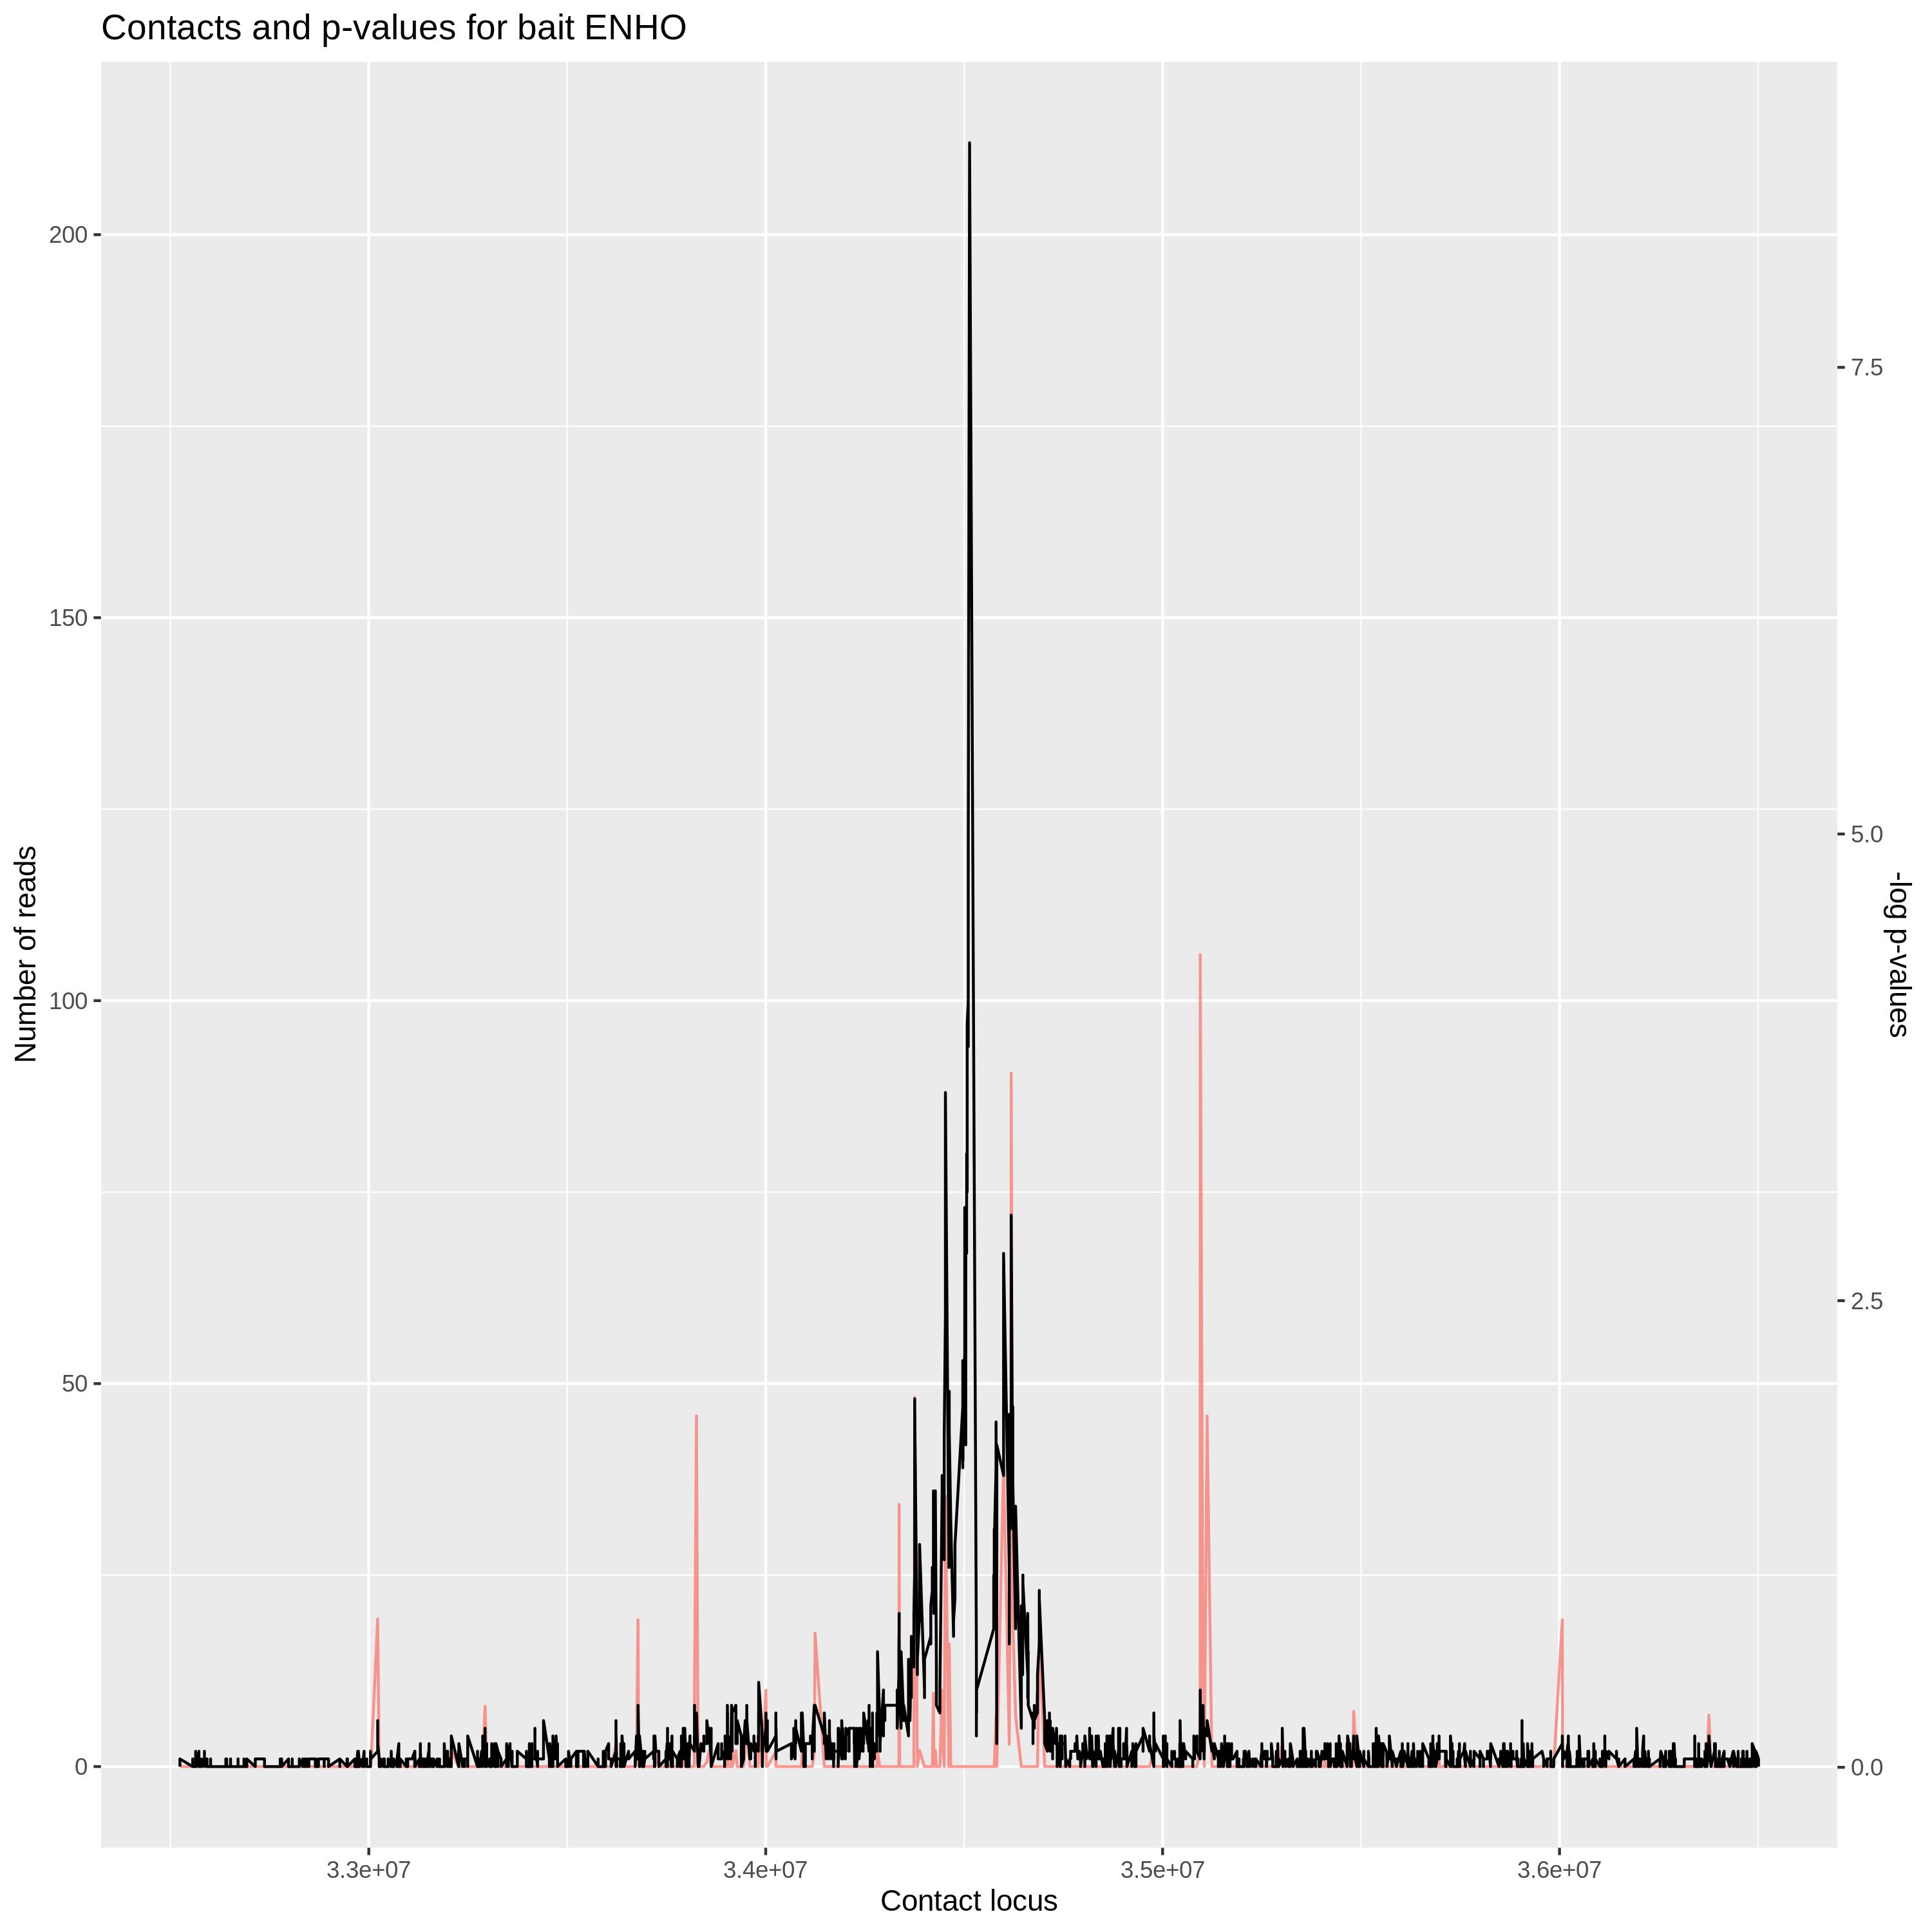 Contacts and p-values for bait ENHO
200
150
100
50
0
Number of reads
7.5
5.0
2.5
0.0
-log p-values
3.3e+07
3.4e+07
3.5e+07
3.6e+07
Contact locus